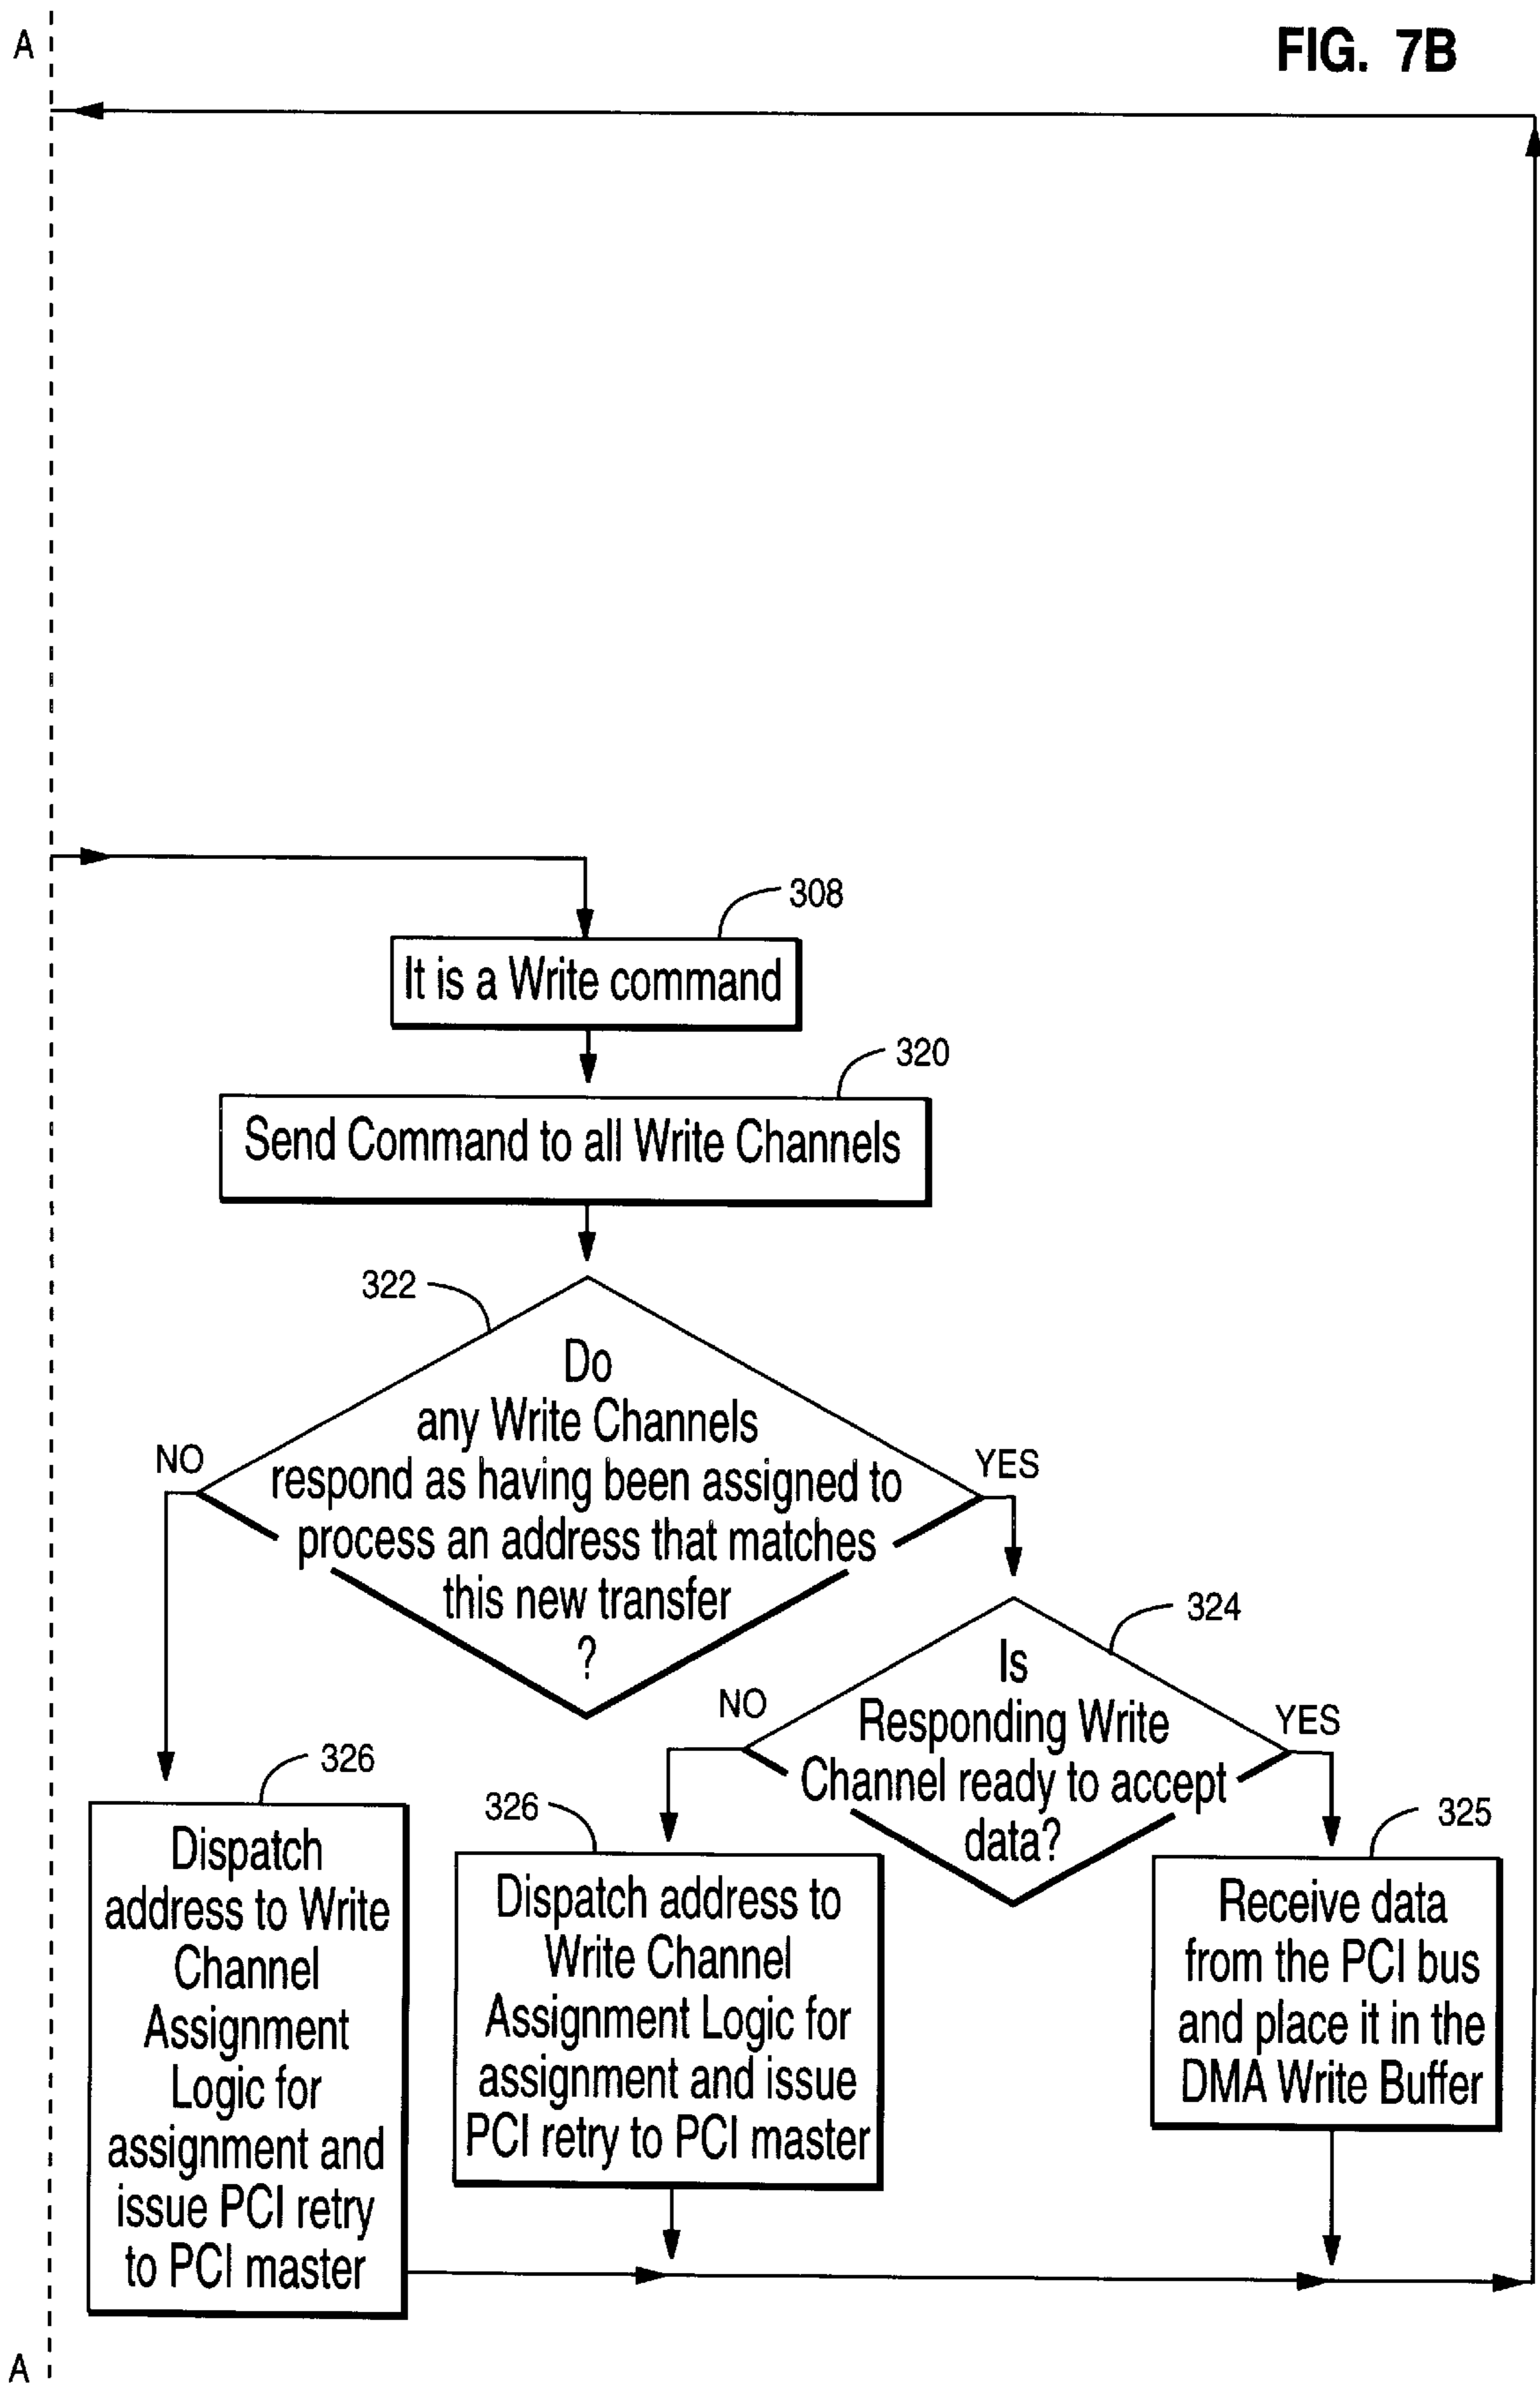 A
FIG. 7B
308
It is a Write command
320
Send Command to all Write Channels
322
Do
any Write Channels
respond as having been assigned to
process an address that matches
this new transfer
?
NO
YES
324
Is
Responding Write
Channel ready to accept
data?
NO
YES
326
Dispatch
address to Write
Channel
Assignment
Logic for
assignment and
issue PCI retry
to PCI master
326
Dispatch address to
Write Channel
Assignment Logic for
assignment and issue
PCI retry to PCI master
325
Receive data
from the PCI bus
and place it in the
DMA Write Buffer
A